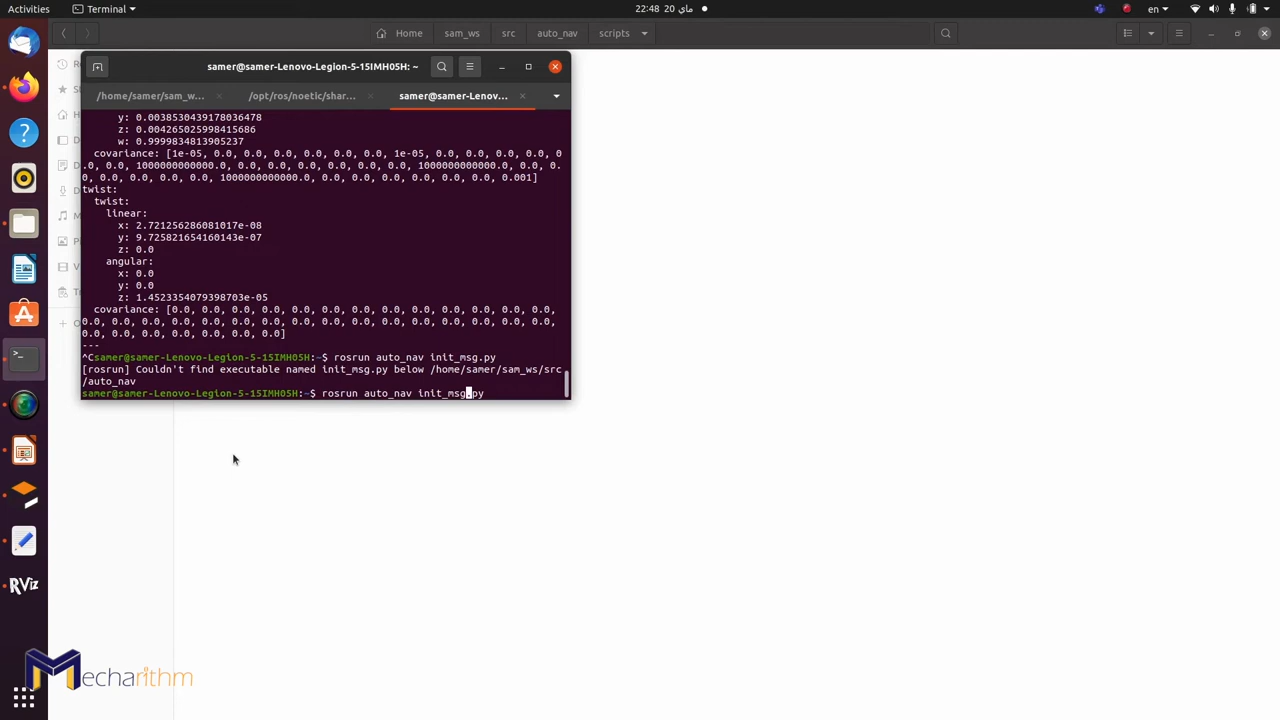 Activities
Terminal
22:48 20 ماي
en
Home
sam_ws
src
auto_nav
scripts
samer@samer-Lenovo-Legion-5-15IMH05H: ~
/home/samer/sam_w...
/opt/ros/noetic/shar...
samer@samer-Lenov...
y: 0.0038530439178036478
z: 0.004265025998415686
w: 0.9999834813905237
covariance: [1e-05, 0.0, 0.0, 0.0, 0.0, 0.0, 0.0, 1e-05, 0.0, 0.0, 0.0, 0.0, 0
.0, 0.0, 1000000000000.0, 0.0, 0.0, 0.0, 0.0, 0.0, 0.0, 1000000000000.0, 0.0, 0.
0, 0.0, 0.0, 0.0, 0.0, 1000000000000.0, 0.0, 0.0, 0.0, 0.0, 0.0, 0.0, 0.001]
twist:
twist:
linear:
x: 2.721256286081017e-08
y: 9.725821654160143e-07
z: 0.0
angular:
x: 0.0
y: 0.0
z: 1.4523354079398703e-05
covariance: [0.0, 0.0, 0.0, 0.0, 0.0, 0.0, 0.0, 0.0, 0.0, 0.0, 0.0, 0.0, 0.0,
0.0, 0.0, 0.0, 0.0, 0.0, 0.0, 0.0, 0.0, 0.0, 0.0, 0.0, 0.0, 0.0, 0.0, 0.0, 0.0,
0.0, 0.0, 0.0, 0.0, 0.0, 0.0, 0.0]
---
^Csamer@samer-Lenovo-Legion-5-15IMH05H:~$ rosrun auto_nav init_msg.py
[rosrun] Couldn't find executable named init_msg.py below /home/samer/sam_ws/src
/auto_nav
samer@samer-Lenovo-Legion-5-15IMH05H:~$ rosrun auto_nav init_msg.py
RViz
Mecharithm